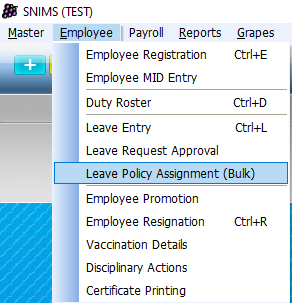 SNIMS (TEST)
Master Employee Payroll Reports Grapes
Employee Registration Ctrl+E
Employee MID Entry
Duty Roster Ctrl+D
Leave Entry Ctrl+L
Leave Request Approval
Leave Policy Assignment (Bulk)
Employee Promotion
Employee Resignation Ctrl+R
Vaccination Details
Disciplinary Actions
Certificate Printing